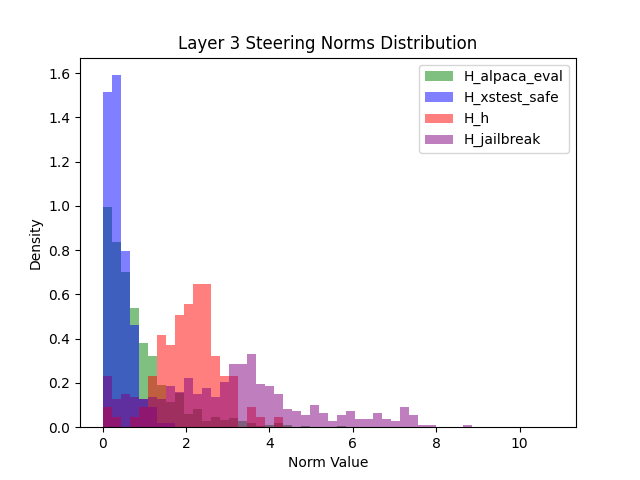 Layer 3 Steering Norms Distribution
H_alpaca_eval
H_xstest_safe
H_h
H_jailbreak
Density
1.6
1.4
1.2
1.0
0.8
0.6
0.4
0.2
0.0
0 2 4 6 8 10
Norm Value